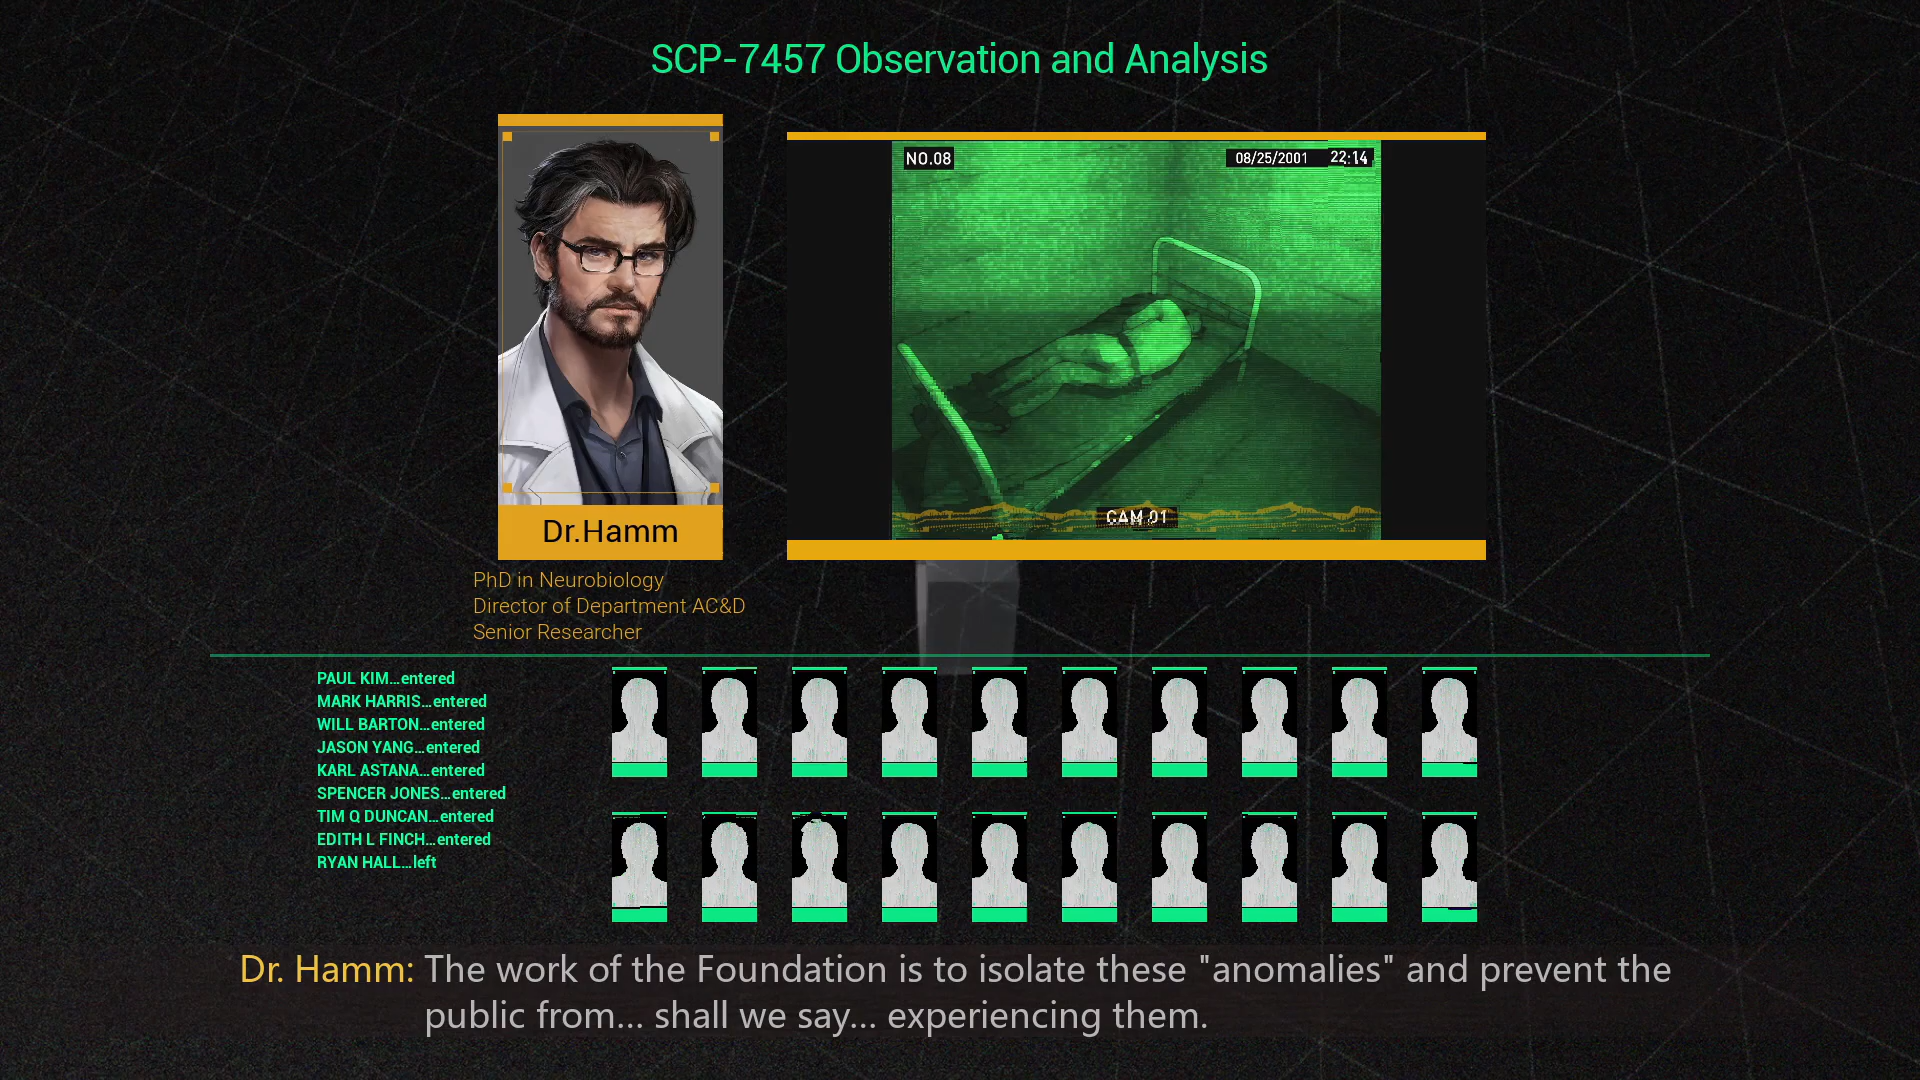 SCP-7457 Observation and Analysis
NO.08
08/25/2001 22:14
CAM 01
Dr.Hamm
PhD in Neurobiology
Director of Department AC&D
Senior Researcher
PAUL KIM...entered
MARK HARRIS...entered
WILL BARTON...entered
JASON YANG...entered
KARL ASTANA...entered
SPENCER JONES...entered
TIM Q DUNCAN...entered
EDITH L FINCH...entered
RYAN HALL...left
Dr. Hamm: The work of the Foundation is to isolate these "anomalies" and prevent the
public from... shall we say... experiencing them.